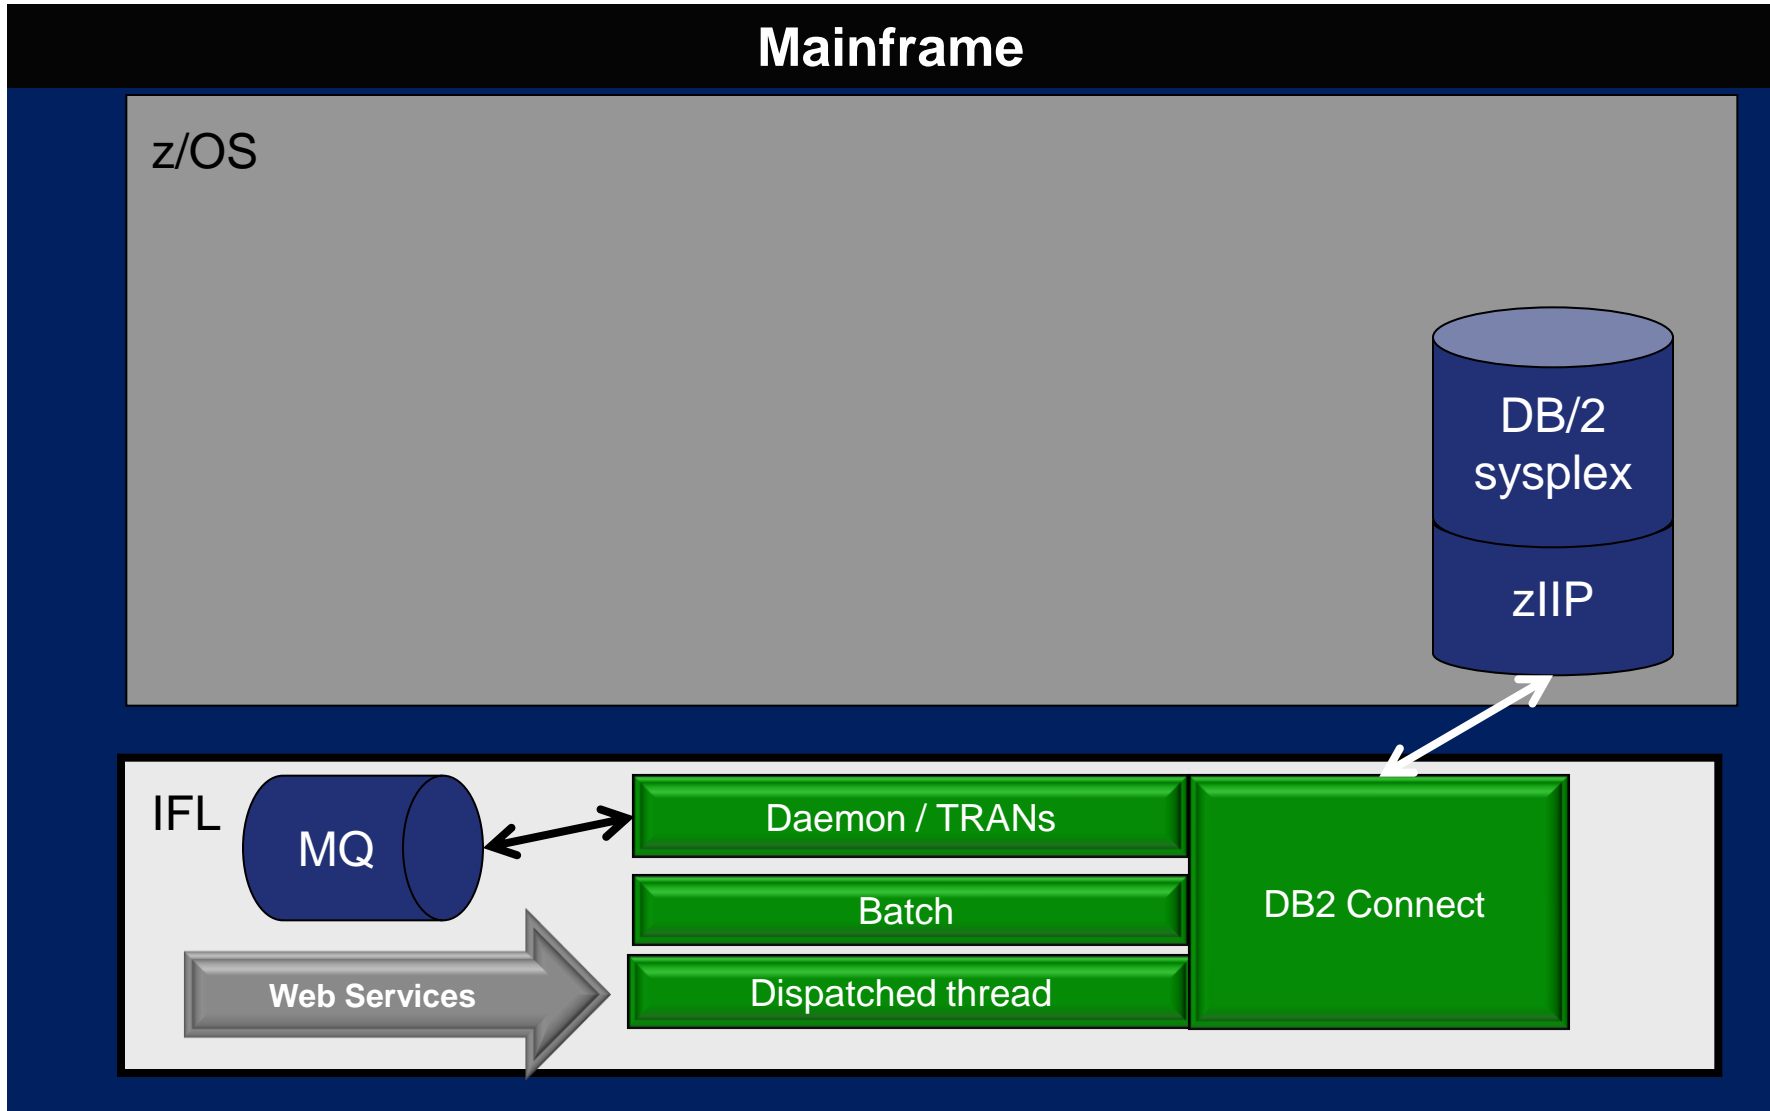 Mainframe
z/OS
DB/2
sysplex
zIIP
IFL
MQ
Daemon / TRANs
Batch
DB2 Connect
Web Services
Dispatched thread